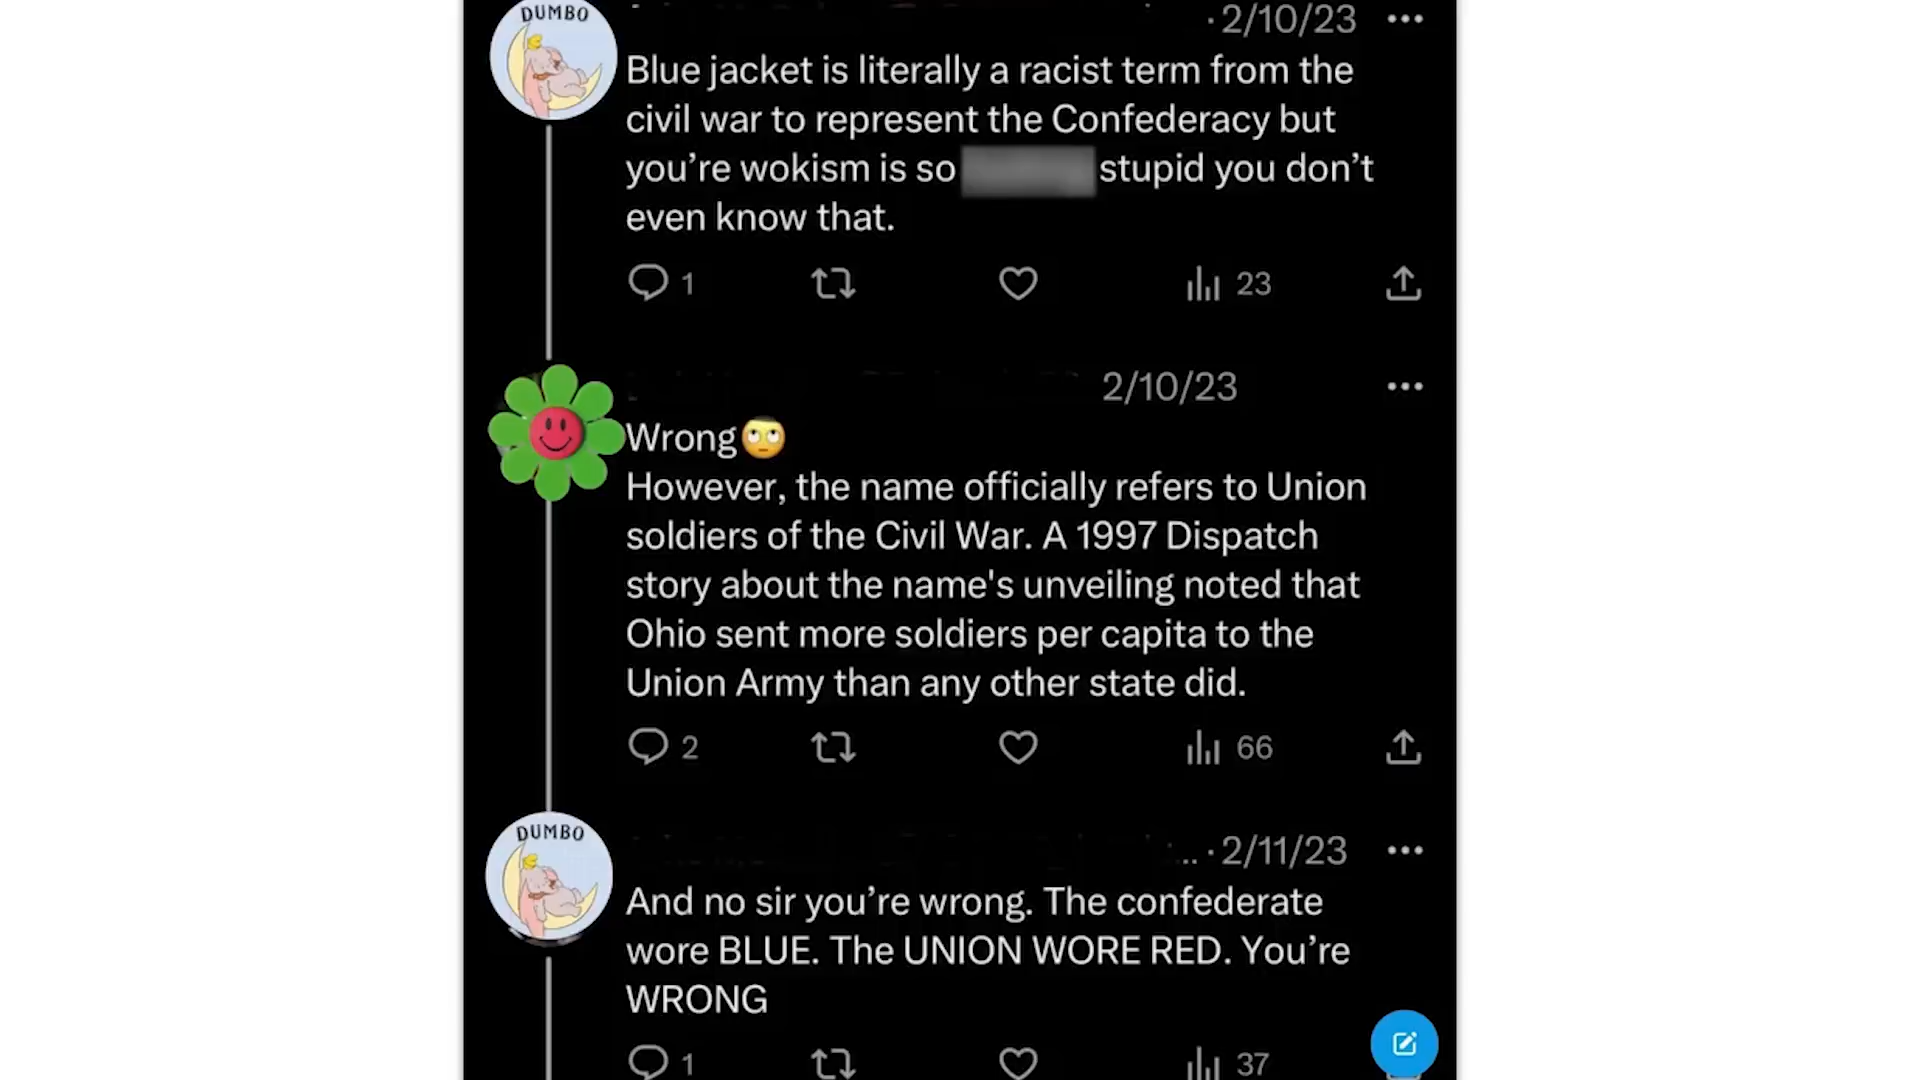 DUMBO
· 2/10/23
Blue jacket is literally a racist term from the
civil war to represent the Confederacy but
you’re wokism is so stupid you don’t
even know that.
1 23
2/10/23
Wrong🙄
However, the name officially refers to Union
soldiers of the Civil War. A 1997 Dispatch
story about the name's unveiling noted that
Ohio sent more soldiers per capita to the
Union Army than any other state did.
2 66
DUMBO
... · 2/11/23
And no sir you’re wrong. The confederate
wore BLUE. The UNION WORE RED. You’re
WRONG
1 37